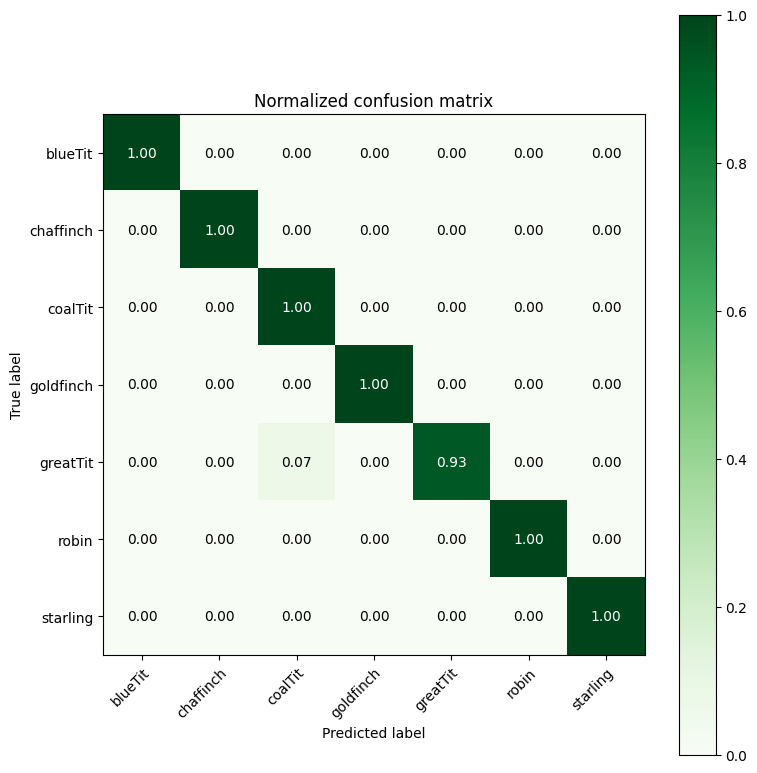 Normalized confusion matrix
True label
blueTit 1.00 0.00 0.00 0.00 0.00 0.00 0.00
chaffinch 0.00 1.00 0.00 0.00 0.00 0.00 0.00
coalTit 0.00 0.00 1.00 0.00 0.00 0.00 0.00
goldfinch 0.00 0.00 0.00 1.00 0.00 0.00 0.00
greatTit 0.00 0.00 0.07 0.00 0.93 0.00 0.00
robin 0.00 0.00 0.00 0.00 0.00 1.00 0.00
starling 0.00 0.00 0.00 0.00 0.00 0.00 1.00
blueTit chaffinch coalTit goldfinch greatTit robin starling
Predicted label
1.0
0.8
0.6
0.4
0.2
0.0